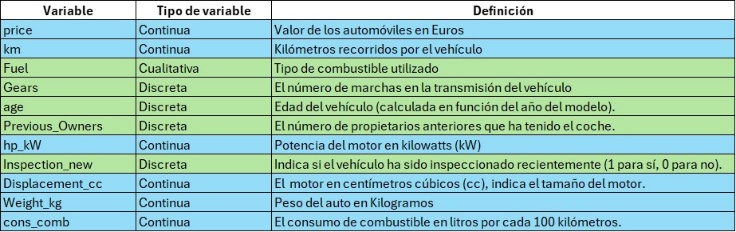 Variable Tipo de variable Definición
price Continua Valor de los automóviles en Euros
km Continua Kilómetros recorridos por el vehículo
Fuel Cualitativa Tipo de combustible utilizado
Gears Discreta El número de marchas en la transmisión del vehículo
age Discreta Edad del vehículo (calculada en función del año del modelo).
Previous_Owners Discreta El número de propietarios anteriores que ha tenido el coche.
hp_kW Continua Potencia del motor en kilowatts (kW)
Inspection_new Discreta Indica si el vehículo ha sido inspeccionado recientemente (1 para sí, 0 para no).
Displacement_cc Continua El motor en centímetros cúbicos (cc), indica el tamaño del motor.
Weight_kg Continua Peso del auto en Kilogramos
cons_comb Continua El consumo de combustible en litros por cada 100 kilómetros.